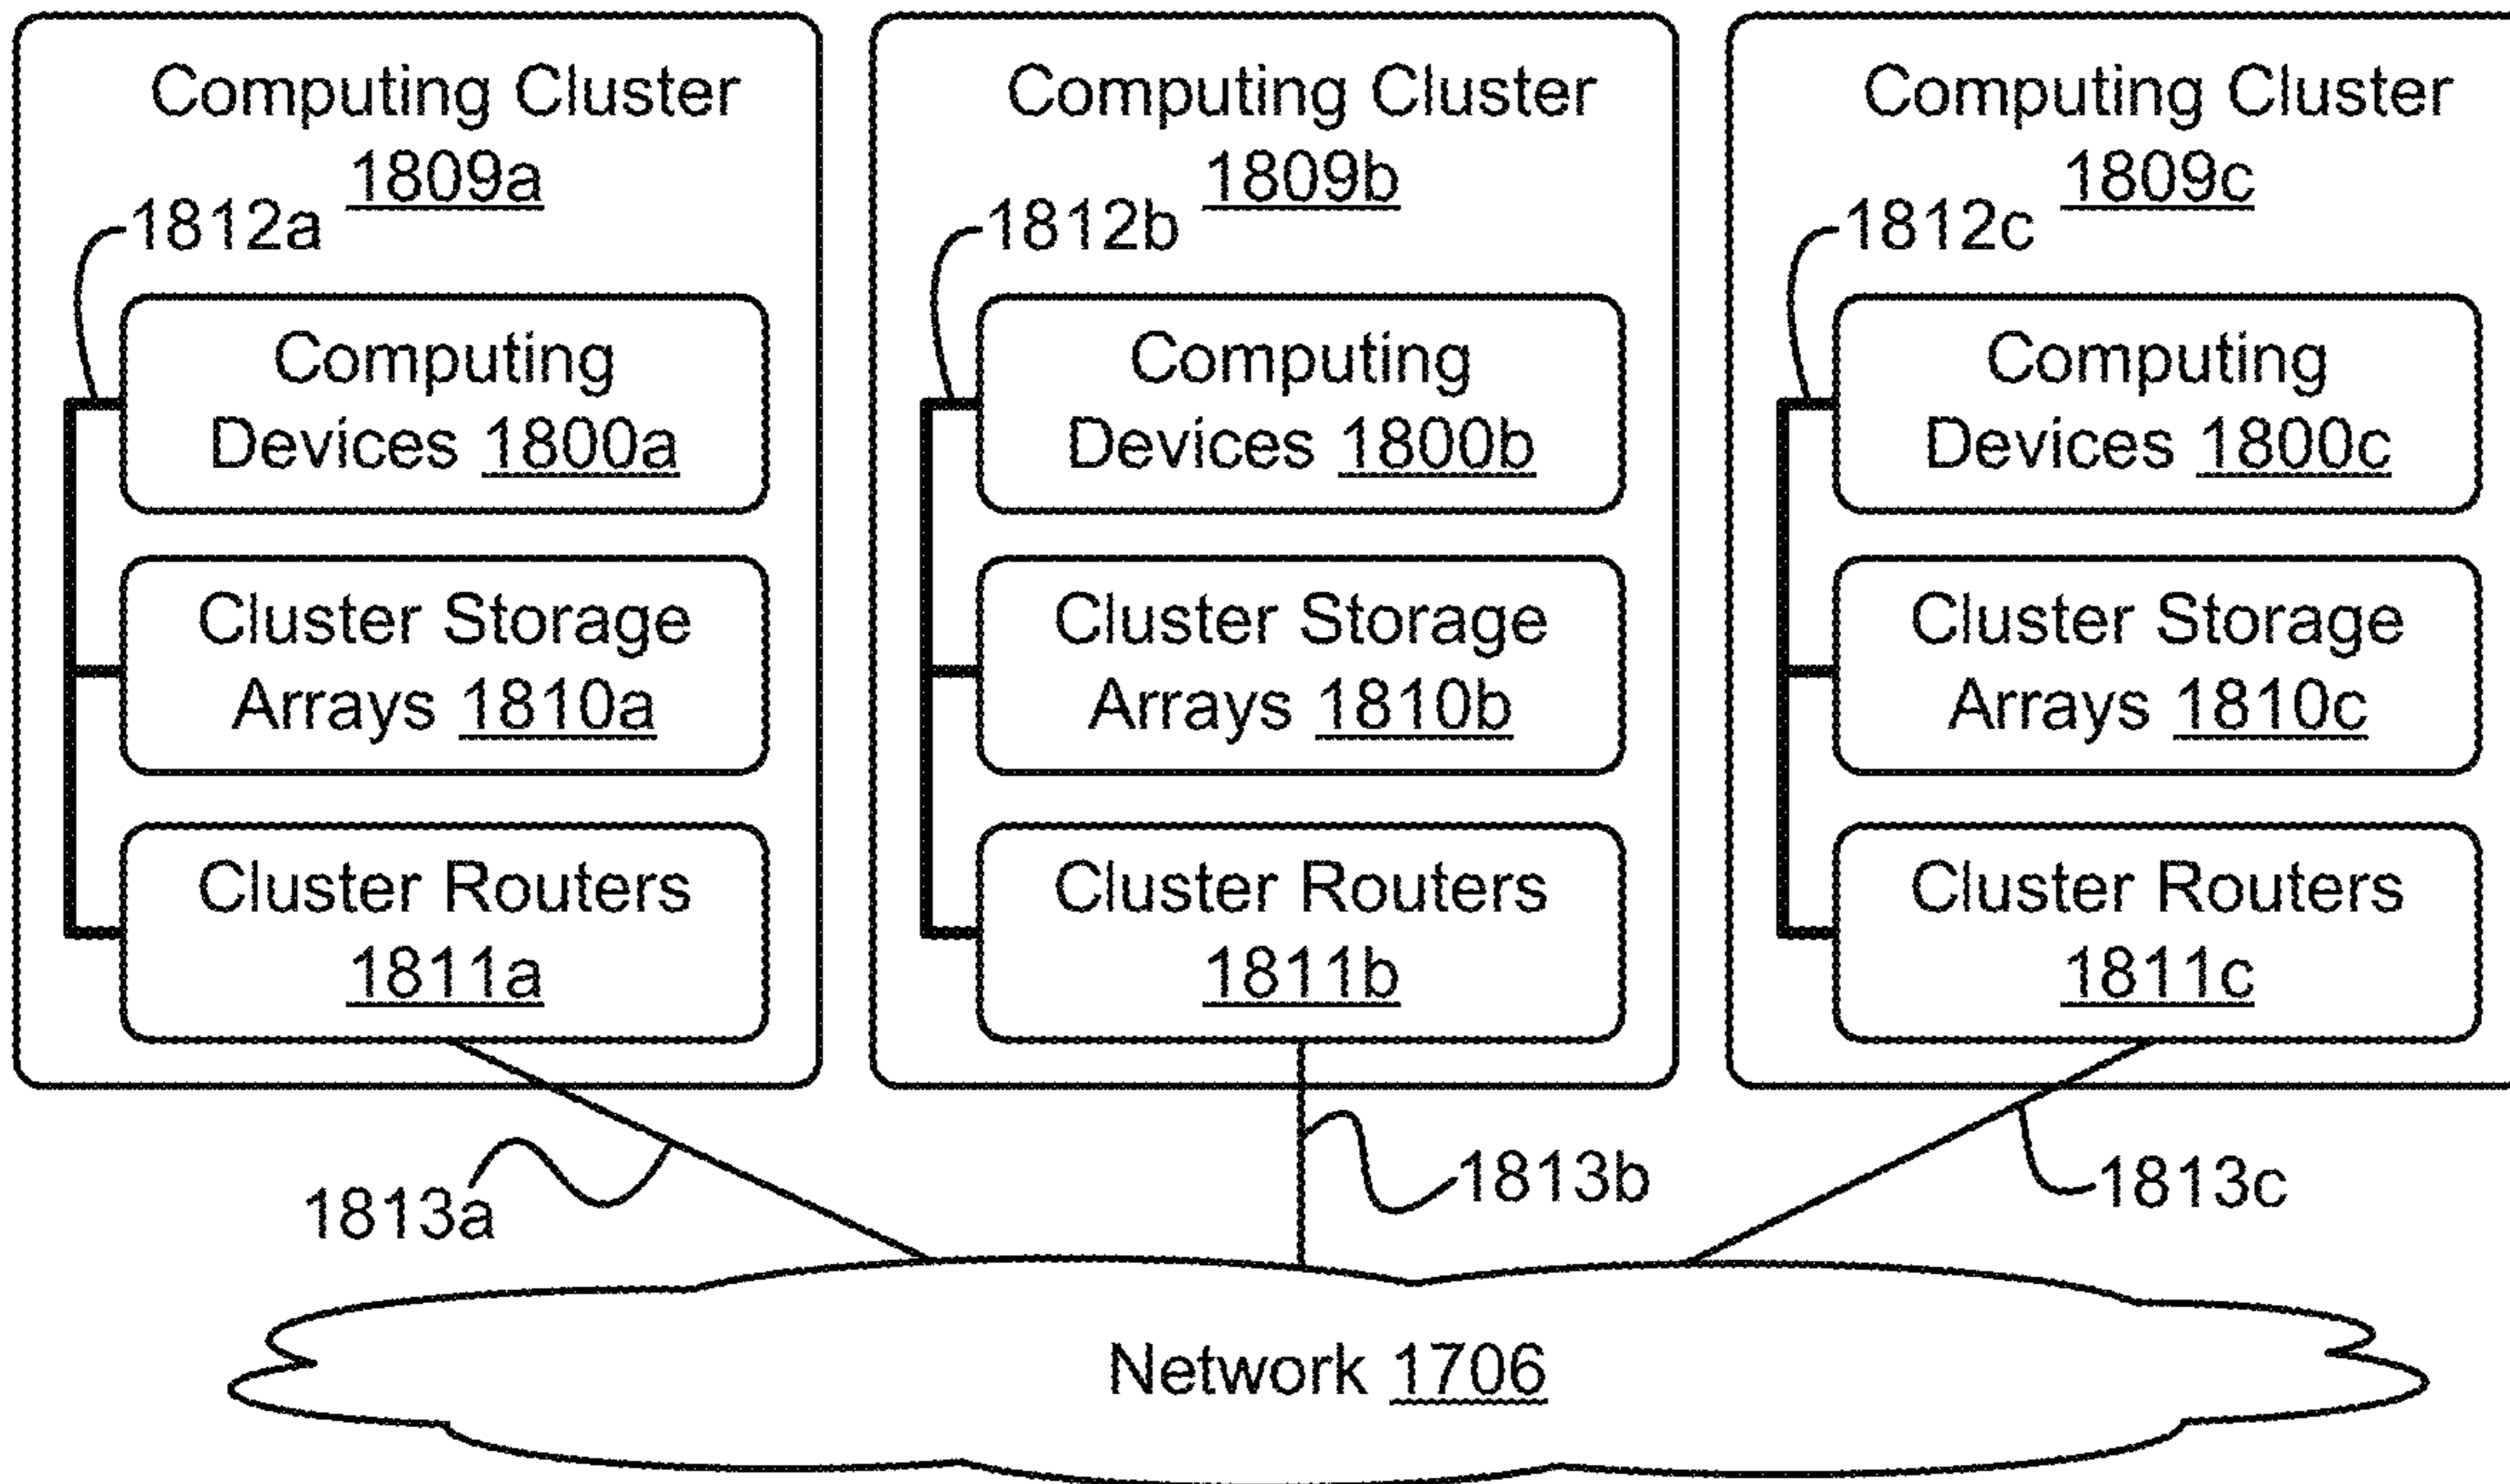 Computing Cluster
1809a
1812a
Computing
Devices 1800a
Cluster Storage
Arrays 1810a
Cluster Routers
1811a
Computing Cluster
1809b
1812b
Computing
Devices 1800b
Cluster Storage
Arrays 1810b
Cluster Routers
1811b
Computing Cluster
1809c
1812c
Computing
Devices 1800c
Cluster Storage
Arrays 1810c
Cluster Routers
1811c
1813a
1813b
1813c
Network 1706